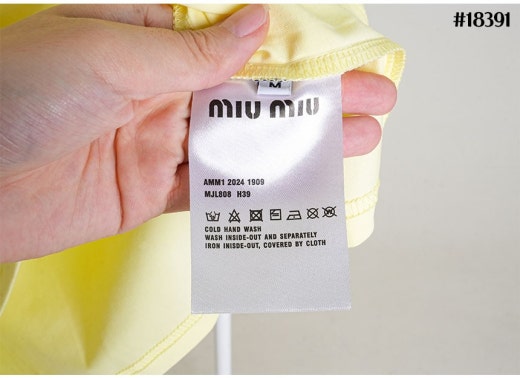 #18391
M
miu miu
AMM1 2024 1909
MJL808 H39
COLD HAND WASH
WASH INSIDE-OUT AND SEPARATELY
IRON INISDE-OUT, COVERED BY CLOTH